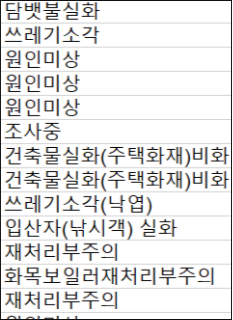 담뱃불실화
쓰레기소각
원인미상
원인미상
원인미상
조사중
건축물실화(주택화재)비화
건축물실화(주택화재)비화
쓰레기소각(낙엽)
입산자(낚시객) 실화
재처리부주의
화목보일러재처리부주의
재처리부주의